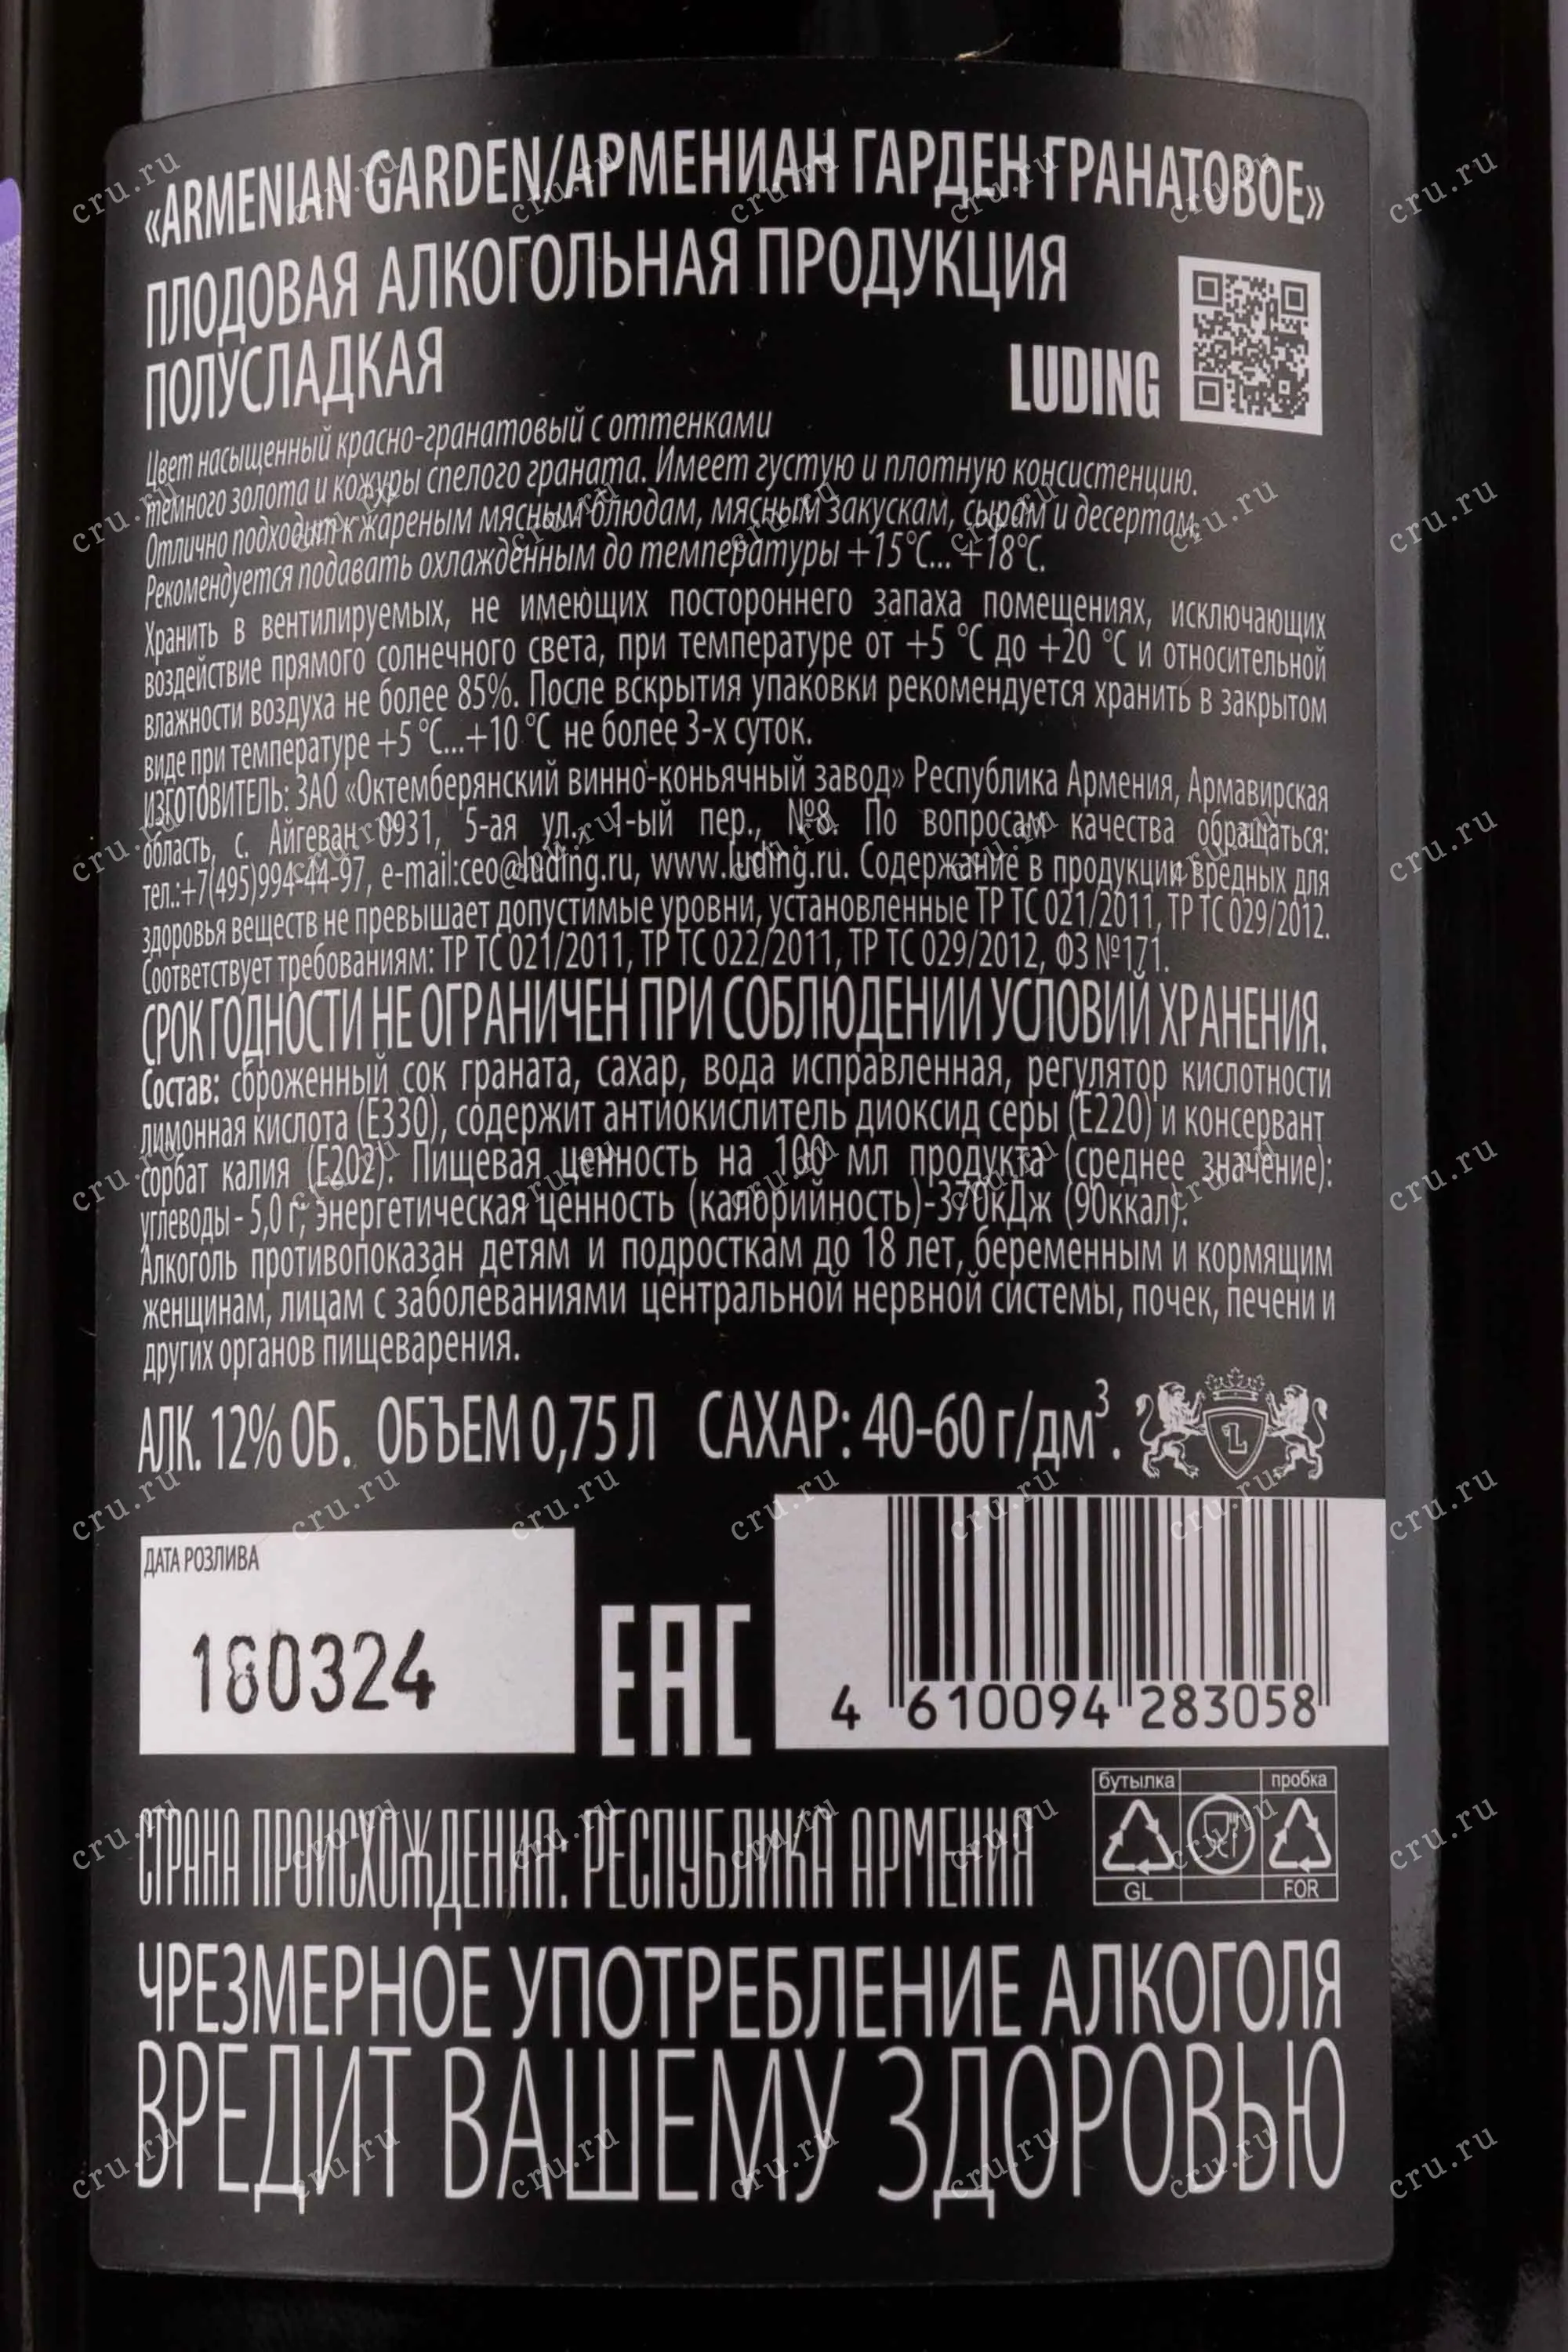 «ARMENIAN GARDEN/АРМЕНИАН ГАРДЕН ГРАНАТОВОЕ»
ПЛОДОВАЯ АЛКОГОЛЬНАЯ ПРОДУКЦИЯ
ПОЛУСЛАДКАЯ
LUDING
Цвет насыщенный красно-гранатовый с оттенками
темного золота и кожуры спелого граната. Имеет густую и плотную консистенцию.
Отлично подходит к жареным мясным блюдам, мясным закускам, сырам и десертам.
Рекомендуется подавать охлажденным до температуры +15°C... +18°C.
Хранить в вентилируемых, не имеющих постороннего запаха помещениях, исключающих
воздействие прямого солнечного света, при температуре от +5 °C до +20 °C и относительной
влажности воздуха не более 85%. После вскрытия упаковки рекомендуется хранить в закрытом
виде при температуре +5 °C...+10 °C не более 3-х суток.
ИЗГОТОВИТЕЛЬ: ЗАО «Октемберянский винно-коньячный завод» Республика Армения, Армавирская
область, с. Айгеван 0931, 5-ая ул., 1-ый пер., №8. По вопросам качества обращаться:
тел.:+7(495)994-44-97, e-mail:ceo@luding.ru, www.luding.ru. Содержание в продукции вредных для
здоровья веществ не превышает допустимые уровни, установленные ТР ТС 021/2011, ТР ТС 029/2012.
Соответствует требованиям: ТР ТС 021/2011, ТР ТС 022/2011, ТР ТС 029/2012, ФЗ №171.
СРОК ГОДНОСТИ НЕ ОГРАНИЧЕН ПРИ СОБЛЮДЕНИИ УСЛОВИЙ ХРАНЕНИЯ.
Состав: сброженный сок граната, сахар, вода исправленная, регулятор кислотности
лимонная кислота (Е330), содержит антиокислитель диоксид серы (Е220) и консервант
сорбат калия (Е202). Пищевая ценность на 100 мл продукта (среднее значение):
углеводы - 5,0 г; энергетическая ценность (калорийность)-370кДж (90ккал).
Алкоголь противопоказан детям и подросткам до 18 лет, беременным и кормящим
женщинам, лицам с заболеваниями центральной нервной системы, почек, печени и
других органов пищеварения.
АЛК. 12% ОБ. ОБЪЕМ 0,75 Л САХАР: 40-60 г/дм³.
L
ДАТА РОЗЛИВА
160324
EAC
4 610094 283058
бутылка пробка
GL FOR
СТРАНА ПРОИСХОЖДЕНИЯ: РЕСПУБЛИКА АРМЕНИЯ
ЧРЕЗМЕРНОЕ УПОТРЕБЛЕНИЕ АЛКОГОЛЯ
ВРЕДИТ ВАШЕМУ ЗДОРОВЬЮ
cru.ru